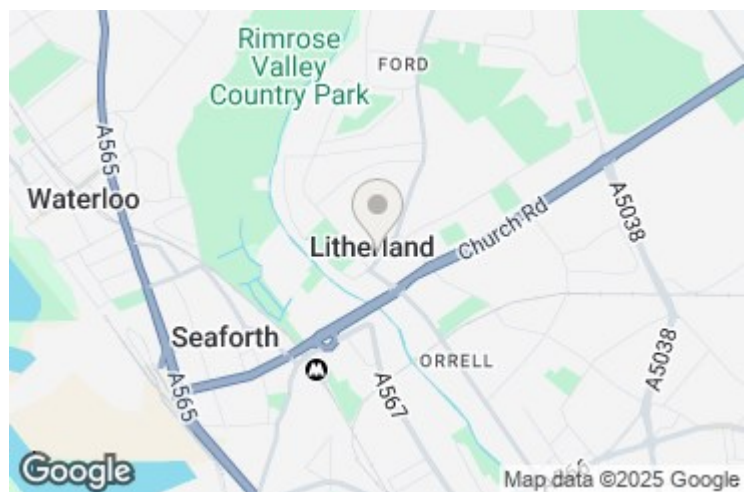 Rimrose
Valley
Country Park
FORD
A565
Waterloo
Litherland
Church Rd
A5038
Seaforth
ORRELL
A5038
A565
A567
Google
Map data ©2025 Google